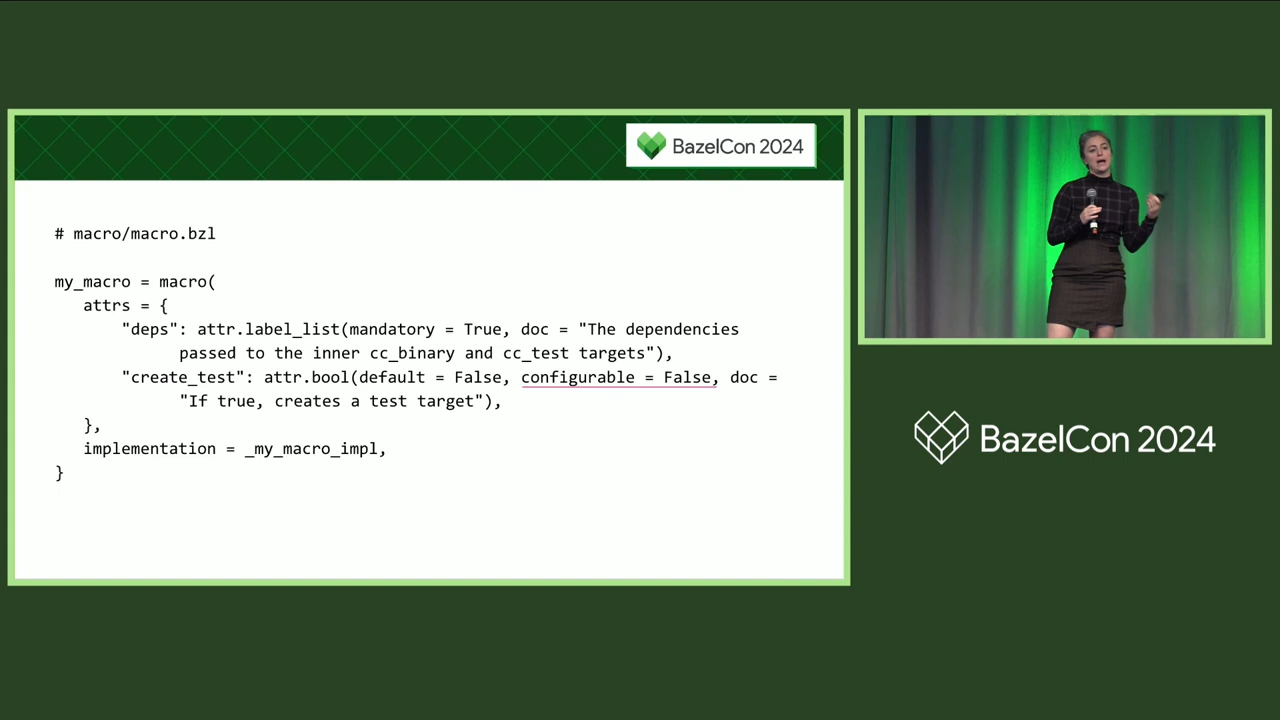 BazelCon 2024
# macro/macro.bzl
my_macro = macro(
attrs = {
"deps": attr.label_list(mandatory = True, doc = "The dependencies
passed to the inner cc_binary and cc_test targets"),
"create_test": attr.bool(default = False, configurable = False, doc =
"If true, creates a test target"),
},
implementation = _my_macro_impl,
}
BazelCon 2024